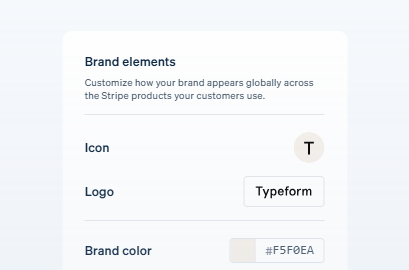 Brand elements
Customize how your brand appears globally across
the Stripe products your customers use.
Icon
T
Logo
Typeform
Brand color
#F5F0EA